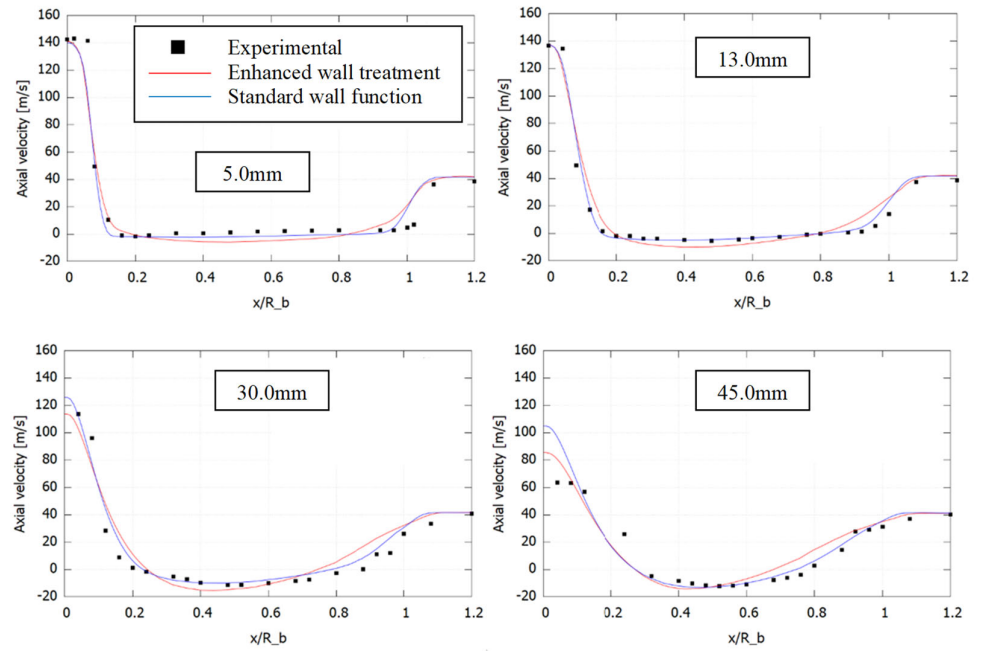 160
140
120
100
80
60
40
20
0
-20
Axial velocity [m/s]
Experimental
Enhanced wall treatment
Standard wall function
5.0mm
0 0.2 0.4 0.6 0.8 1 1.2
x/R_b
160
140
120
100
80
60
40
20
0
-20
Axial velocity [m/s]
13.0mm
0 0.2 0.4 0.6 0.8 1 1.2
x/R_b
160
140
120
100
80
60
40
20
0
-20
Axial velocity [m/s]
30.0mm
0 0.2 0.4 0.6 0.8 1 1.2
x/R_b
160
140
120
100
80
60
40
20
0
-20
Axial velocity [m/s]
45.0mm
0 0.2 0.4 0.6 0.8 1 1.2
x/R_b